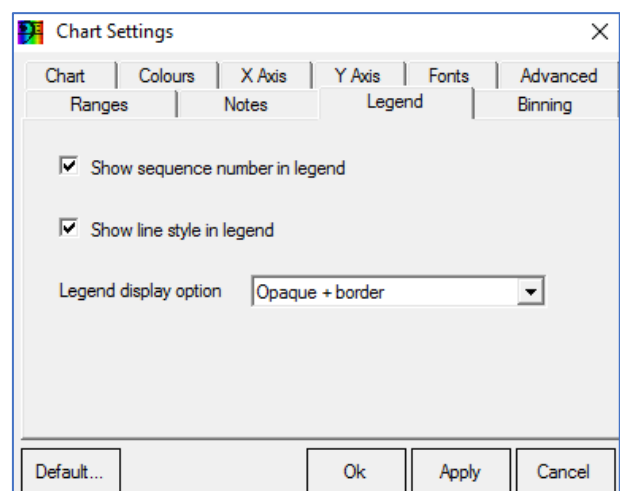 Chart Settings
Chart Colours X Axis Y Axis Fonts Advanced
Ranges Notes Legend Binning
Show sequence number in legend
Show line style in legend
Legend display option Opaque + border
Default... Ok Apply Cancel